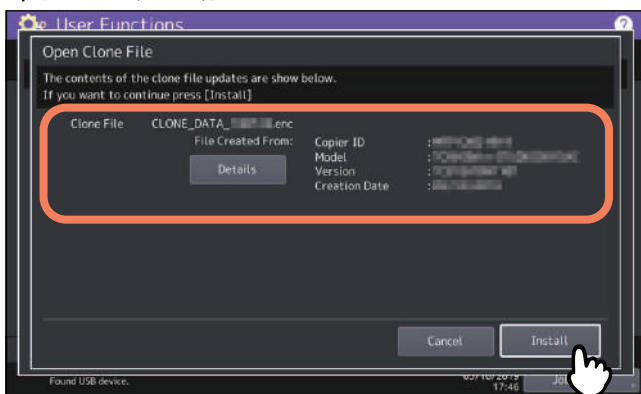 User Functions
?
Open Clone File
The contents of the clone file updates are show below.
If you want to continue press [Install]
Clone File CLONE_DATA_ .enc
File Created From: Copier ID :
Details
Model :
Version :
Creation Date :
Cancel Install
Found USB device.
17:46